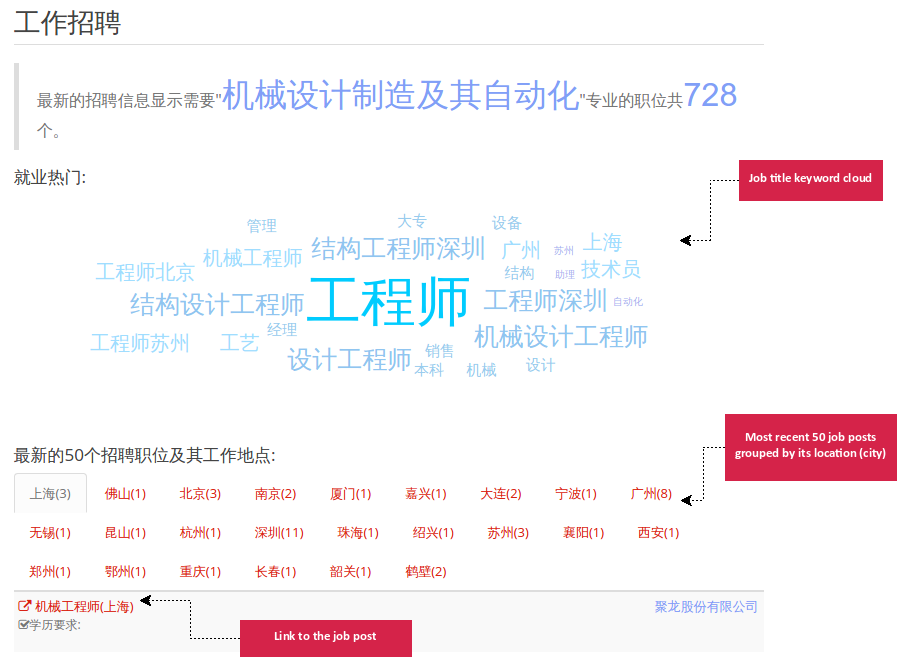 工作招聘
最新的招聘信息显示需要"机械设计制造及其自动化"专业的职位共728
个。
就业热门:
Job title keyword cloud
管理
大专
设备
结构工程师深圳
广州
苏州
上海
机械工程师
工程师北京
结构
助理
技术员
结构设计工程师
工程师
工程师深圳
自动化
经理
工程师苏州
工艺
机械设计工程师
设计工程师
销售
本科
机械
设计
最新的50个招聘职位及其工作地点:
Most recent 50 job posts
grouped by its location (city)
上海(3) 佛山(1) 北京(3) 南京(2) 厦门(1) 嘉兴(1) 大连(2) 宁波(1) 广州(8)
无锡(1) 昆山(1) 杭州(1) 深圳(11) 珠海(1) 绍兴(1) 苏州(3) 襄阳(1) 西安(1)
郑州(1) 鄂州(1) 重庆(1) 长春(1) 韶关(1) 鹤壁(2)
机械工程师(上海) 聚龙股份有限公司
学历要求:
Link to the job post